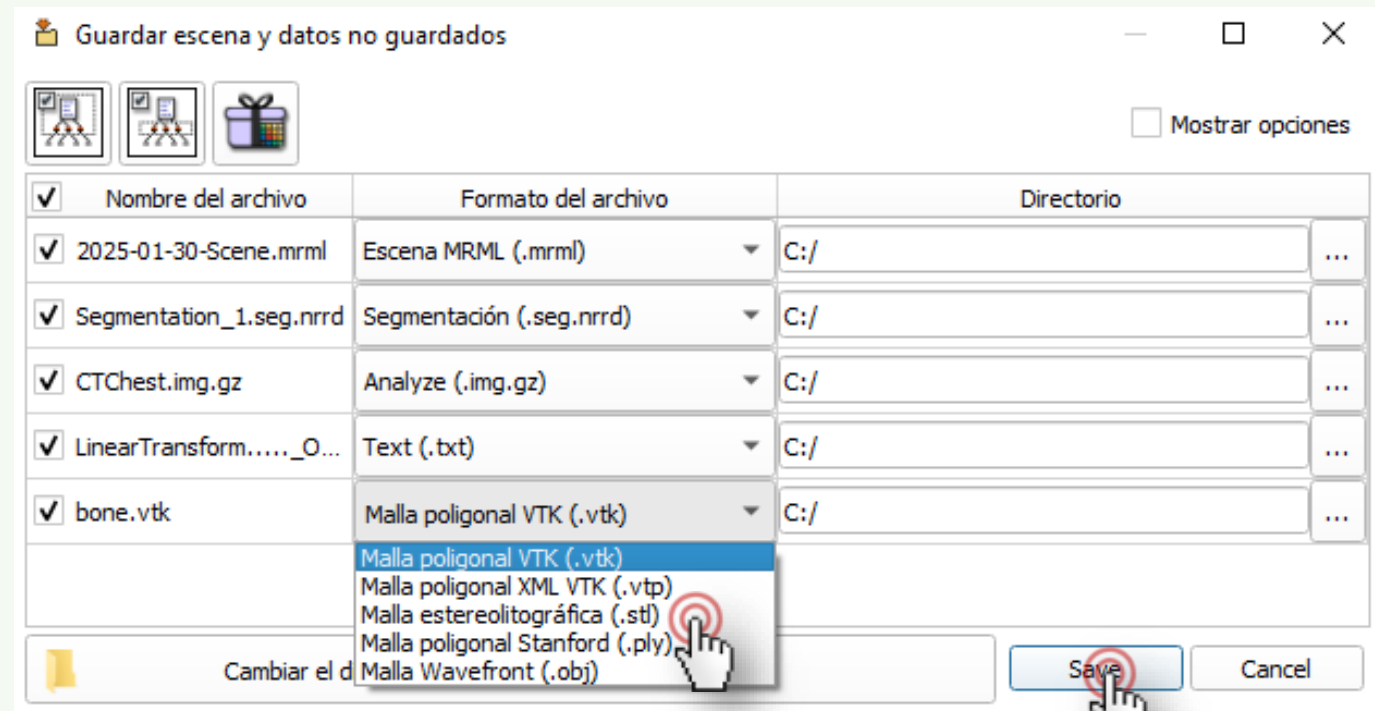 Guardar escena y datos no guardados
Mostrar opciones
Nombre del archivo Formato del archivo Directorio
2025-01-30-Scene.mrml Escena MRML (.mrml) C:/ ...
Segmentation_1.seg.nrrd Segmentación (.seg.nrrd) C:/ ...
CTChest.img.gz Analyze (.img.gz) C:/ ...
LinearTransform....._O... Text (.txt) C:/ ...
bone.vtk Malla poligonal VTK (.vtk) C:/ ...
Malla poligonal VTK (.vtk)
Malla poligonal XML VTK (.vtp)
Malla estereolitográfica (.stl)
Malla poligonal Stanford (.ply)
Malla Wavefront (.obj)
Cambiar el d
Save Cancel